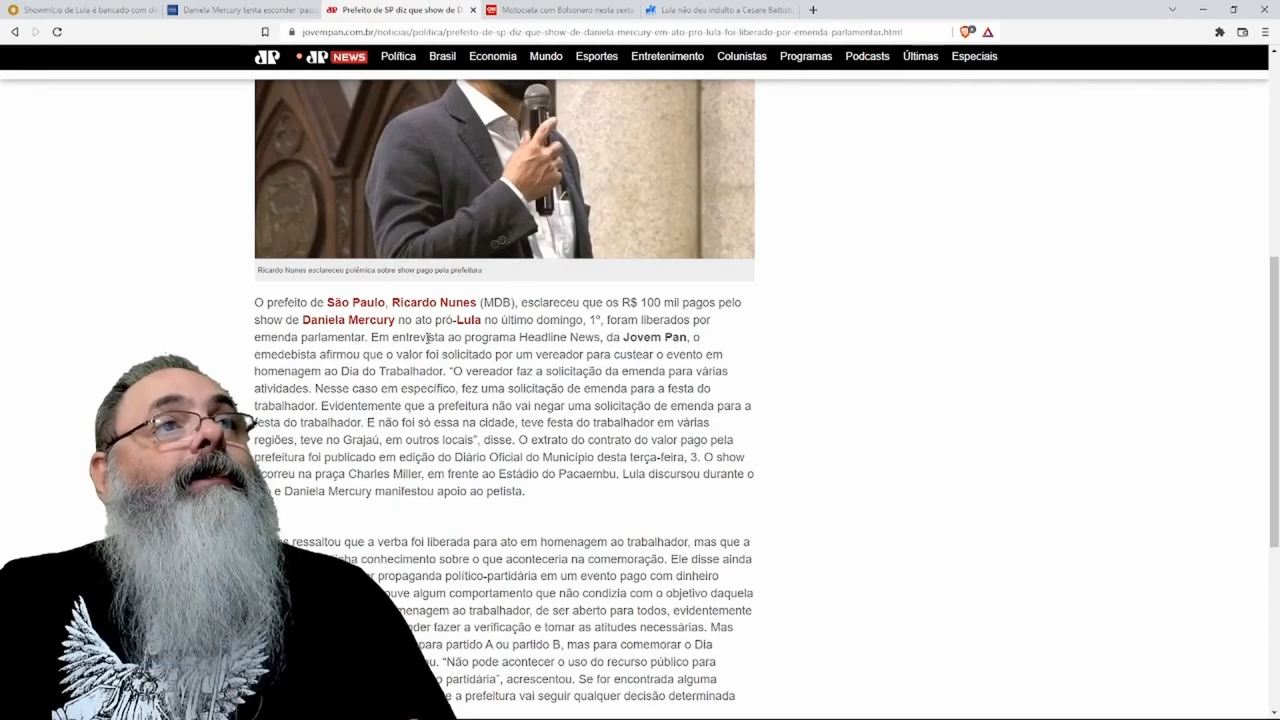 Showmício de Lula é bancado com di
Daniela Mercury tenta esconder 'pass
Prefeito de SP diz que show de D
Motociata com Bolsonaro nesta sexta
Lula não deu indulto a Cesare Battist
jovempan.com.br/noticias/politica/prefeito-de-sp-diz-que-show-de-daniela-mercury-em-ato-pro-lula-foi-liberado-por-emenda-parlamentar.html
JP JP NEWS Política Brasil Economia Mundo Esportes Entretenimento Colunistas Programas Podcasts Últimas Especiais
Ricardo Nunes esclareceu polêmica sobre show pago pela prefeitura
O prefeito de São Paulo, Ricardo Nunes (MDB), esclareceu que os R$ 100 mil pagos pelo
show de Daniela Mercury no ato pró-Lula no último domingo, 1º, foram liberados por
emenda parlamentar. Em entrevista ao programa Headline News, da Jovem Pan, o
emedebista afirmou que o valor foi solicitado por um vereador para custear o evento em
homenagem ao Dia do Trabalhador. “O vereador faz a solicitação da emenda para várias
atividades. Nesse caso em específico, fez uma solicitação de emenda para a festa do
trabalhador. Evidentemente que a prefeitura não vai negar uma solicitação de emenda para a
festa do trabalhador. E não foi só essa na cidade, teve festa do trabalhador em várias
regiões, teve no Grajaú, em outros locais”, disse. O extrato do contrato do valor pago pela
prefeitura foi publicado em edição do Diário Oficial do Município desta terça-feira, 3. O show
ocorreu na praça Charles Miller, em frente ao Estádio do Pacaembu. Lula discursou durante o
e Daniela Mercury manifestou apoio ao petista.
ressaltou que a verba foi liberada para ato em homenagem ao trabalhador, mas que a
conhecimento sobre o que aconteceria na comemoração. Ele disse ainda
propaganda político-partidária em um evento pago com dinheiro
algum comportamento que não condizia com o objetivo daquela
trabalhador, de ser aberto para todos, evidentemente
fazer a verificação e tomar as atitudes necessárias. Mas
para partido A ou partido B, mas para comemorar o Dia
“Não pode acontecer o uso do recurso público para
partidária”, acrescentou. Se for encontrada alguma
e a prefeitura vai seguir qualquer decisão determinada